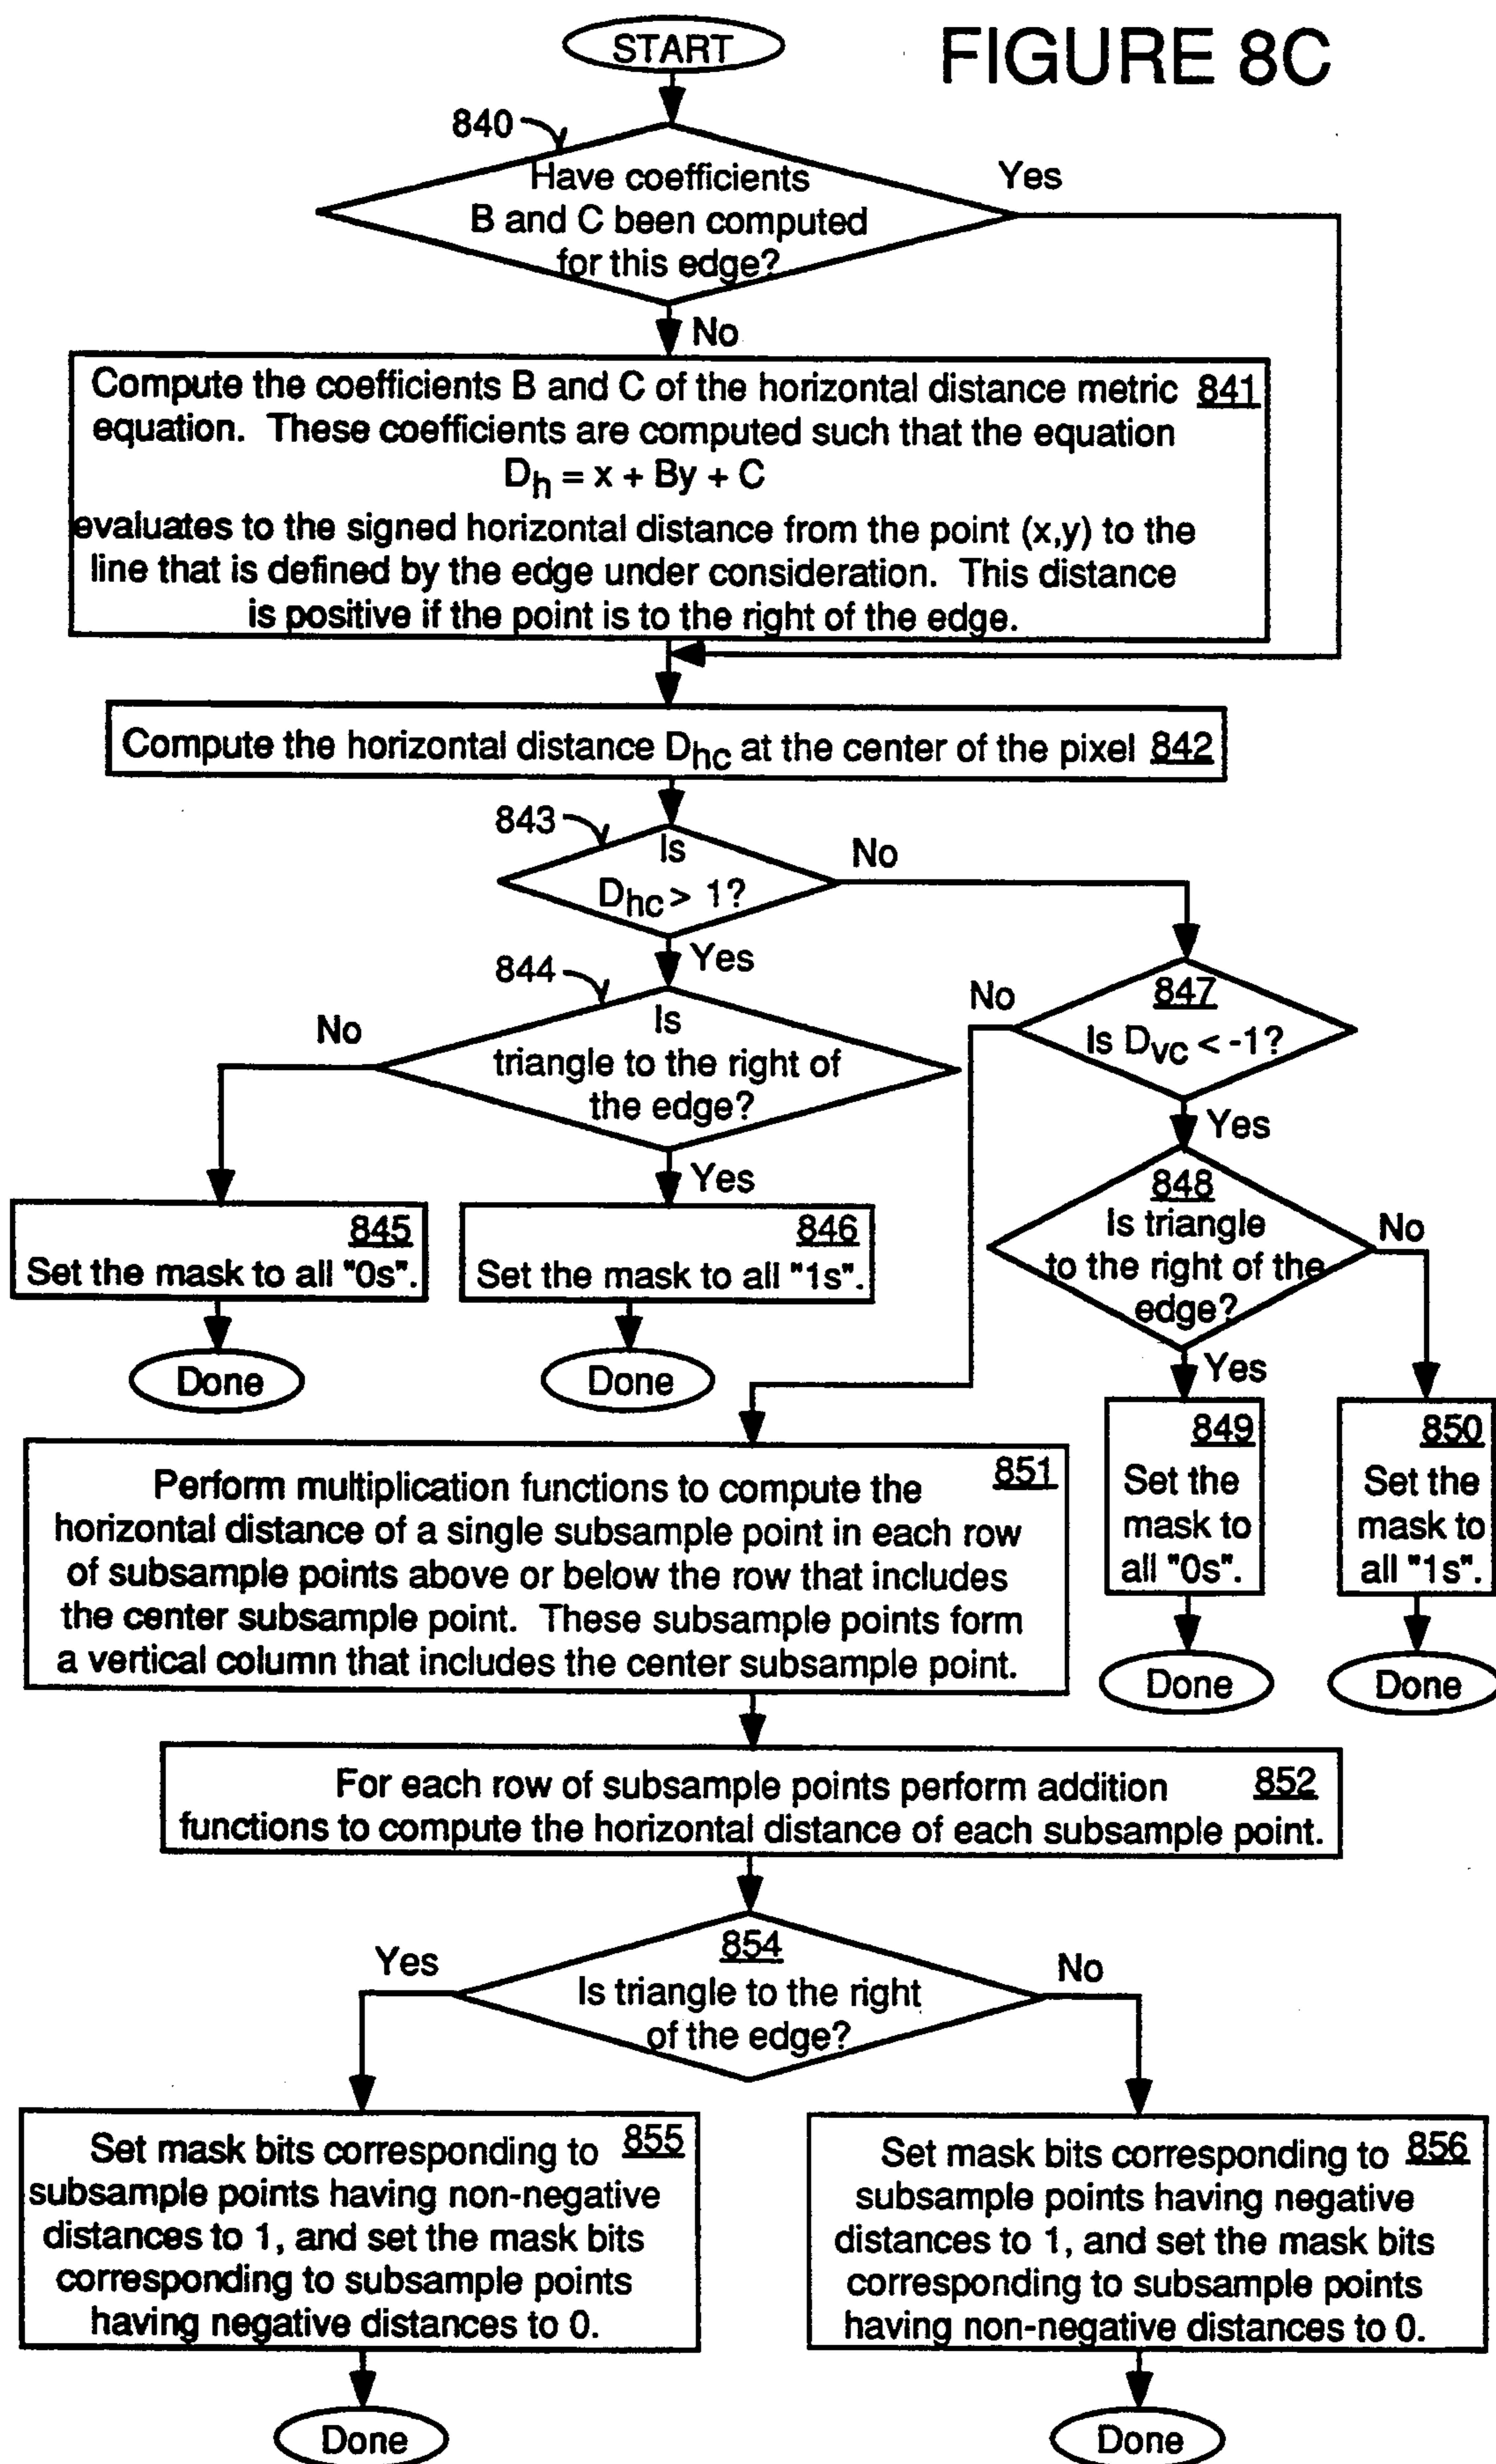 FIGURE 8C
START
840
Have coefficients
B and C been computed
for this edge?
Yes
No
Compute the coefficients B and C of the horizontal distance metric 841
equation. These coefficients are computed such that the equation
Dh = x + By + C
evaluates to the signed horizontal distance from the point (x,y) to the
line that is defined by the edge under consideration. This distance
is positive if the point is to the right of the edge.
Compute the horizontal distance Dhc at the center of the pixel 842
843
Is
Dhc > 1?
No
Yes
844
Is
triangle to the right of
the edge?
No
Yes
847
Is Dvc < -1?
No
Yes
848
Is triangle
to the right of the
edge?
No
Yes
845
Set the mask to all "0s".
Done
846
Set the mask to all "1s".
Done
849
Set the
mask to
all "0s".
Done
850
Set the
mask to
all "1s".
Done
851
Perform multiplication functions to compute the
horizontal distance of a single subsample point in each row
of subsample points above or below the row that includes
the center subsample point. These subsample points form
a vertical column that includes the center subsample point.
For each row of subsample points perform addition 852
functions to compute the horizontal distance of each subsample point.
854
Is triangle to the right
of the edge?
Yes
No
Set mask bits corresponding to 855
subsample points having non-negative
distances to 1, and set the mask bits
corresponding to subsample points
having negative distances to 0.
Done
Set mask bits corresponding to 856
subsample points having negative
distances to 1, and set the mask bits
corresponding to subsample points
having non-negative distances to 0.
Done